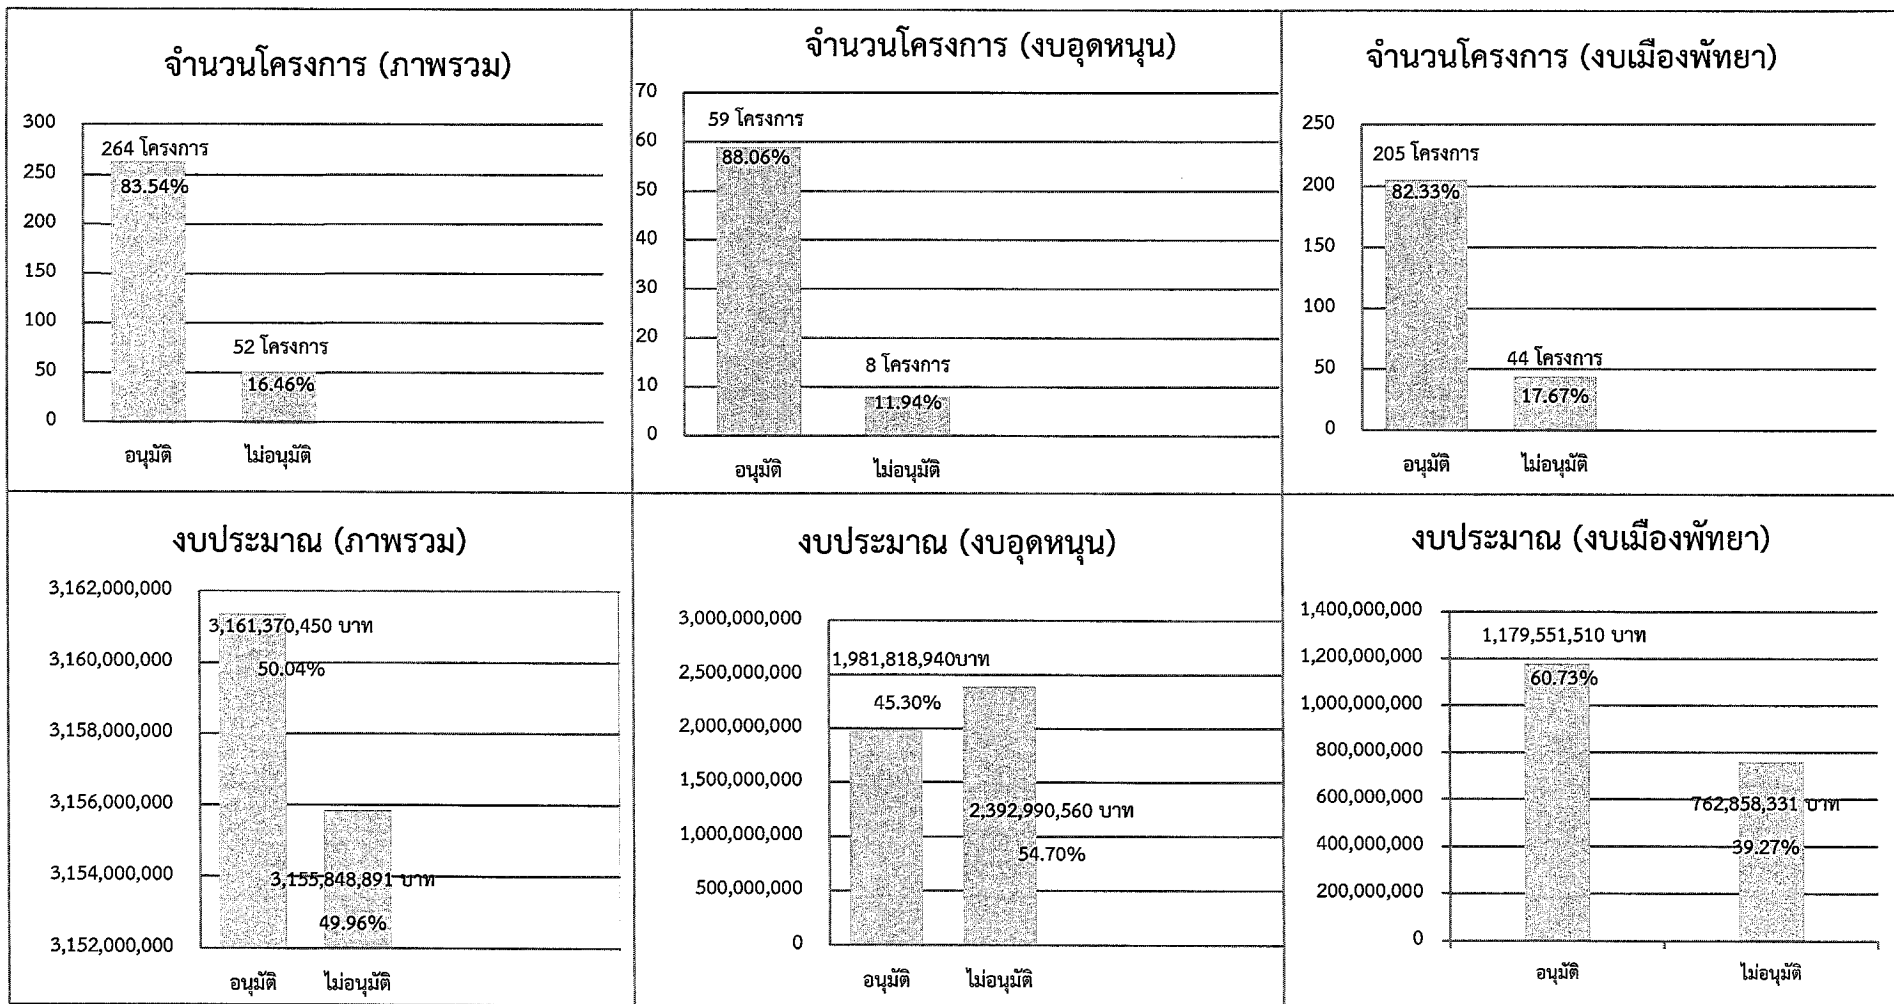 จำนวนโครงการ (ภาพรวม)
300
250
200
150
100
50
0
264 โครงการ
83.54%
52 โครงการ
16.46%
อนุมัติ
ไม่อนุมัติ
จำนวนโครงการ (งบอุดหนุน)
70
60
50
40
30
20
10
0
59 โครงการ
88.06%
8 โครงการ
11.94%
อนุมัติ
ไม่อนุมัติ
จำนวนโครงการ (งบเมืองพัทยา)
250
200
150
100
50
0
205 โครงการ
82.33%
44 โครงการ
17.67%
อนุมัติ
ไม่อนุมัติ
งบประมาณ (ภาพรวม)
3,162,000,000
3,160,000,000
3,158,000,000
3,156,000,000
3,154,000,000
3,152,000,000
3,161,370,450 บาท
50.04%
3,155,848,891 บาท
49.96%
อนุมัติ
ไม่อนุมัติ
งบประมาณ (งบอุดหนุน)
3,000,000,000
2,500,000,000
2,000,000,000
1,500,000,000
1,000,000,000
500,000,000
0
1,981,818,940บาท
45.30%
2,392,990,560 บาท
54.70%
อนุมัติ
ไม่อนุมัติ
งบประมาณ (งบเมืองพัทยา)
1,400,000,000
1,200,000,000
1,000,000,000
800,000,000
600,000,000
400,000,000
200,000,000
0
1,179,551,510 บาท
60.73%
762,858,331 บาท
39.27%
อนุมัติ
ไม่อนุมัติ